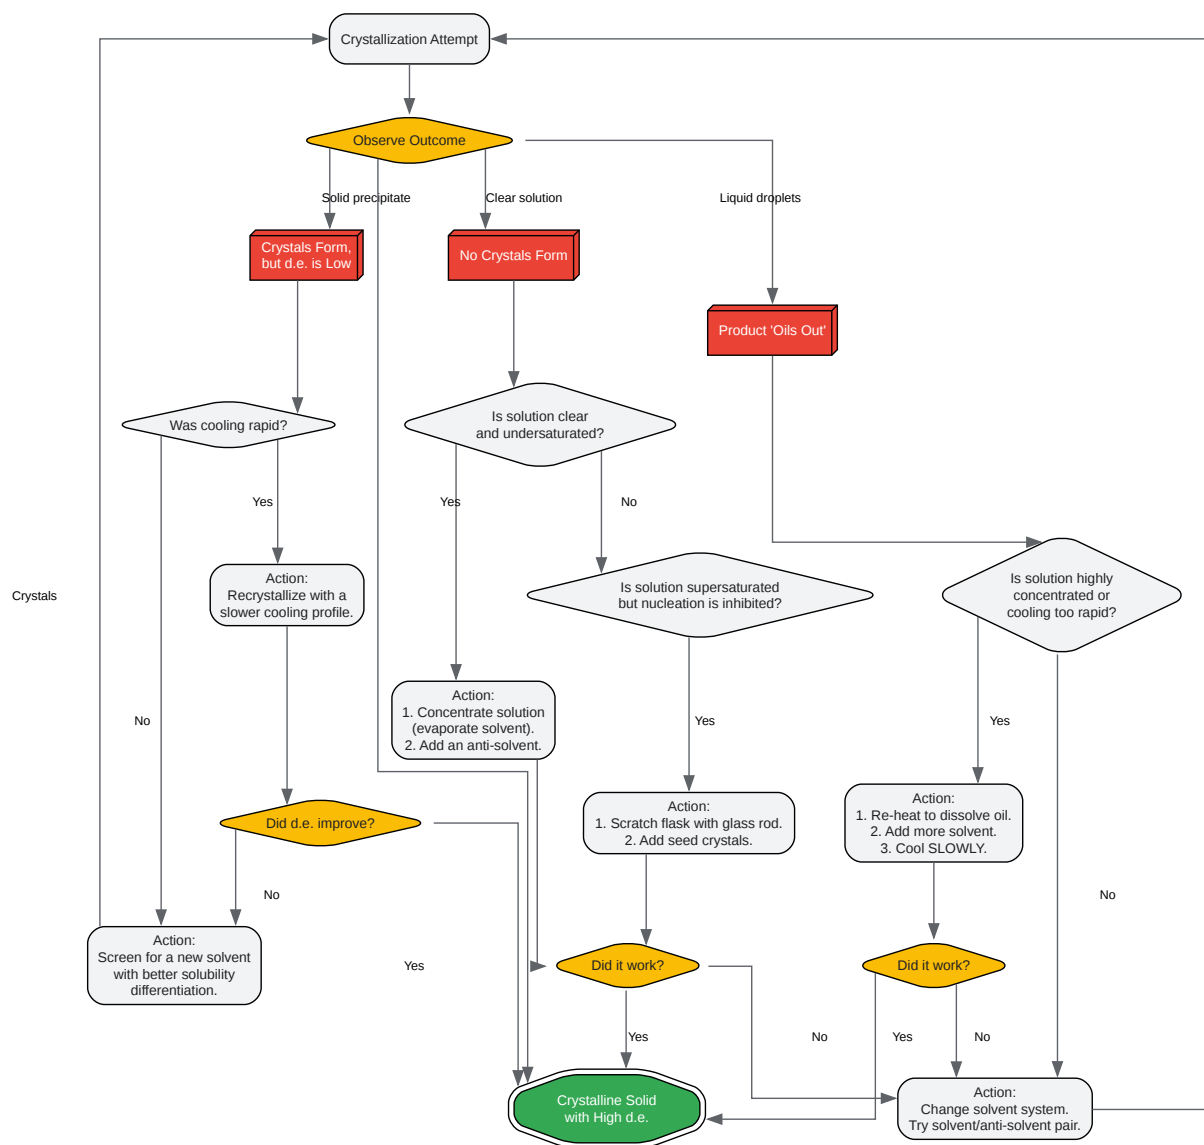 Crystallization Attempt
Observe Outcome
Solid precipitate
Clear solution
Liquid droplets
Crystals Form,
but d.e. is Low
No Crystals Form
Product 'Oils Out'
Was cooling rapid?
Is solution clear
and undersaturated?
Yes
Yes
No
Is solution supersaturated
but nucleation is inhibited?
Is solution highly
concentrated or
cooling too rapid?
Action:
Recrystallize with a
slower cooling profile.
Crystals
Action:
1. Concentrate solution
(evaporate solvent).
2. Add an anti-solvent.
No
Yes
Yes
Action:
1. Scratch flask with glass rod.
2. Add seed crystals.
Action:
1. Re-heat to dissolve oil.
2. Add more solvent.
3. Cool SLOWLY.
Did d.e. improve?
No
No
Action:
Screen for a new solvent
with better solubility
differentiation.
Yes
Did it work?
Did it work?
Yes
No
Yes
No
Crystalline Solid
with High d.e.
Action:
Change solvent system.
Try solvent/anti-solvent pair.